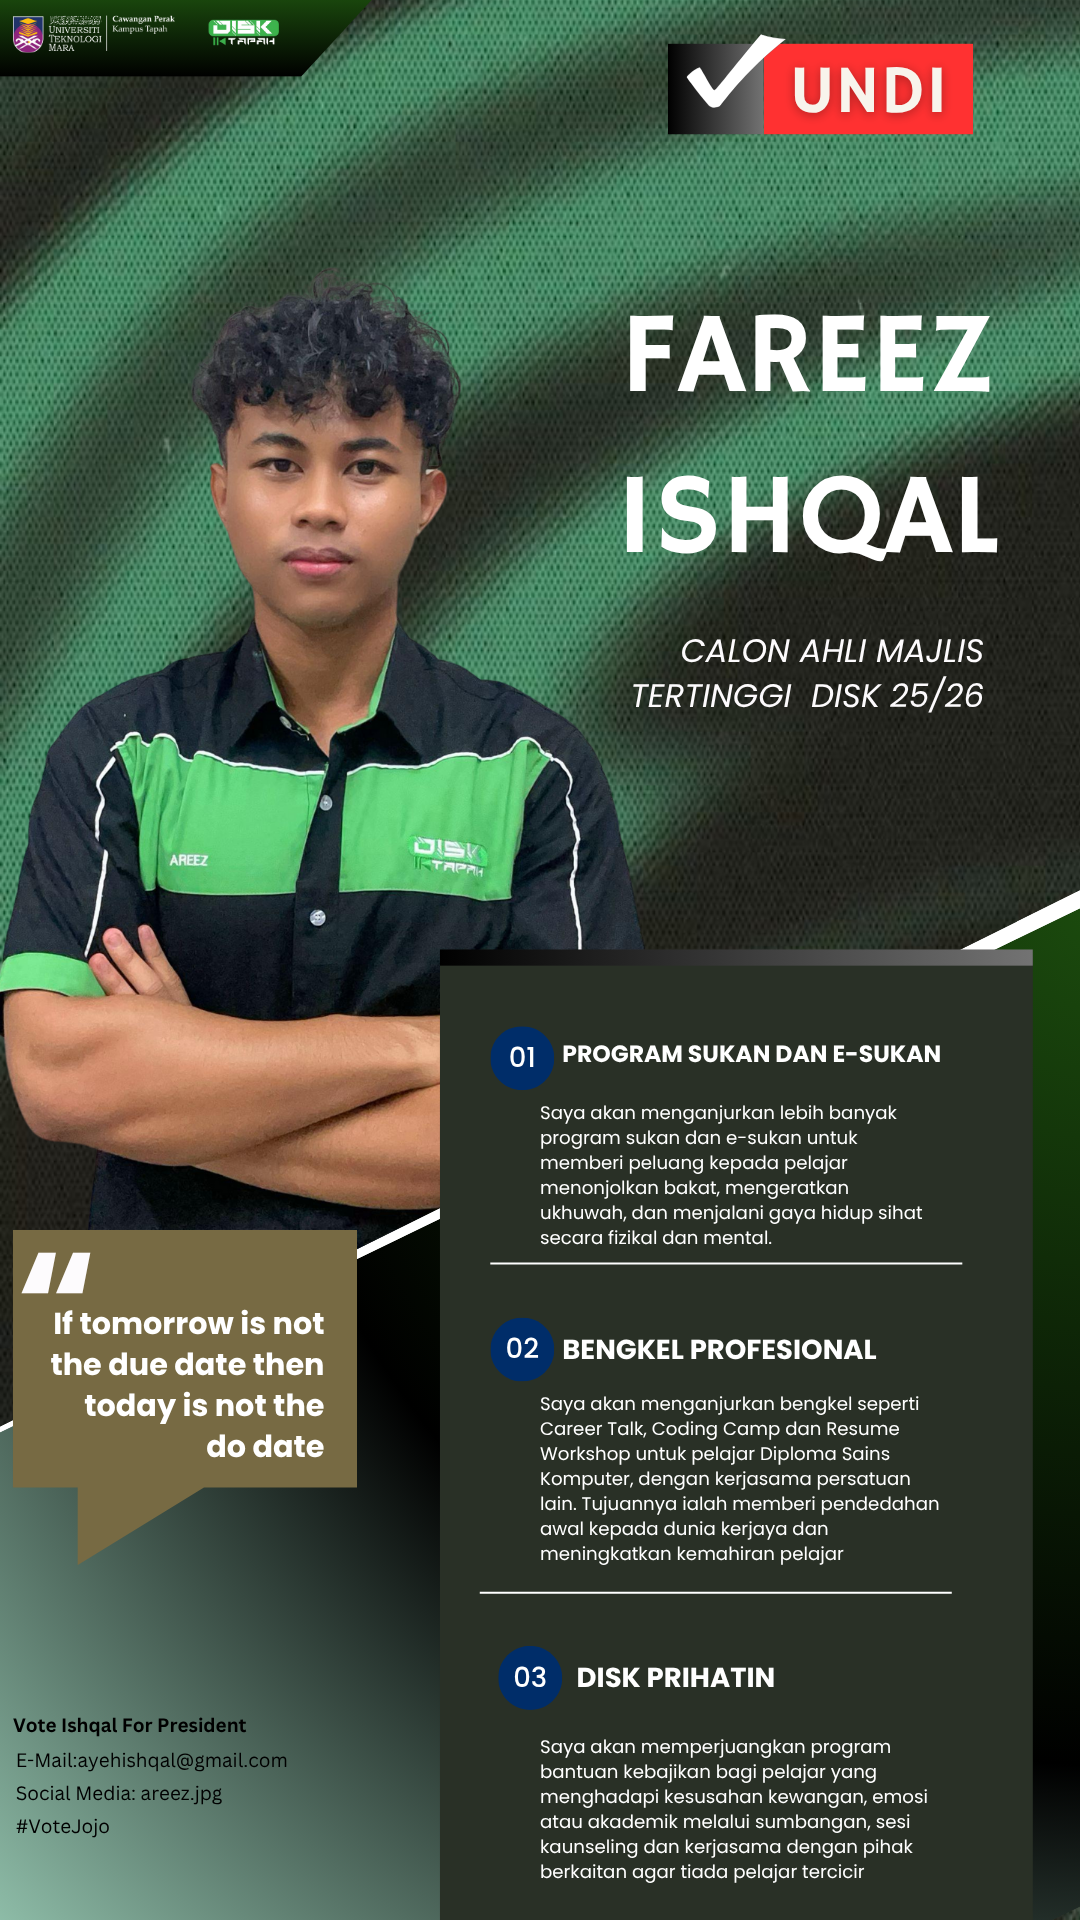 UNIVERSITI
TEKNOLOGI
MARA
Cawangan Perak
Kampus Tapah
DISK
UiTM TAPAH
UNDI
FAREEZ
ISHQAL
CALON AHLI MAJLIS
TERTINGGI DISK 25/26
AREEZ
DISK
TAPAH
01 PROGRAM SUKAN DAN E-SUKAN
Saya akan menganjurkan lebih banyak
program sukan dan e-sukan untuk
memberi peluang kepada pelajar
menonjolkan bakat, mengeratkan
ukhuwah, dan menjalani gaya hidup sihat
secara fizikal dan mental.
If tomorrow is not
the due date then
today is not the
do date
02 BENGKEL PROFESIONAL
Saya akan menganjurkan bengkel seperti
Career Talk, Coding Camp dan Resume
Workshop untuk pelajar Diploma Sains
Komputer, dengan kerjasama persatuan
lain. Tujuannya ialah memberi pendedahan
awal kepada dunia kerjaya dan
meningkatkan kemahiran pelajar
03 DISK PRIHATIN
Saya akan memperjuangkan program
bantuan kebajikan bagi pelajar yang
menghadapi kesusahan kewangan, emosi
atau akademik melalui sumbangan, sesi
kaunseling dan kerjasama dengan pihak
berkaitan agar tiada pelajar tercicir
Vote Ishqal For President
E-Mail:ayehishqal@gmail.com
Social Media: areez.jpg
#VoteJojo